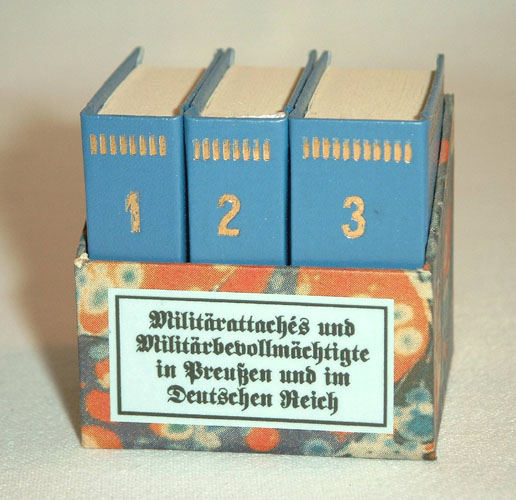 1 2 3
Militärattachés und
Militärbevollmächtigte
in Preußen und im
Deutschen Reich